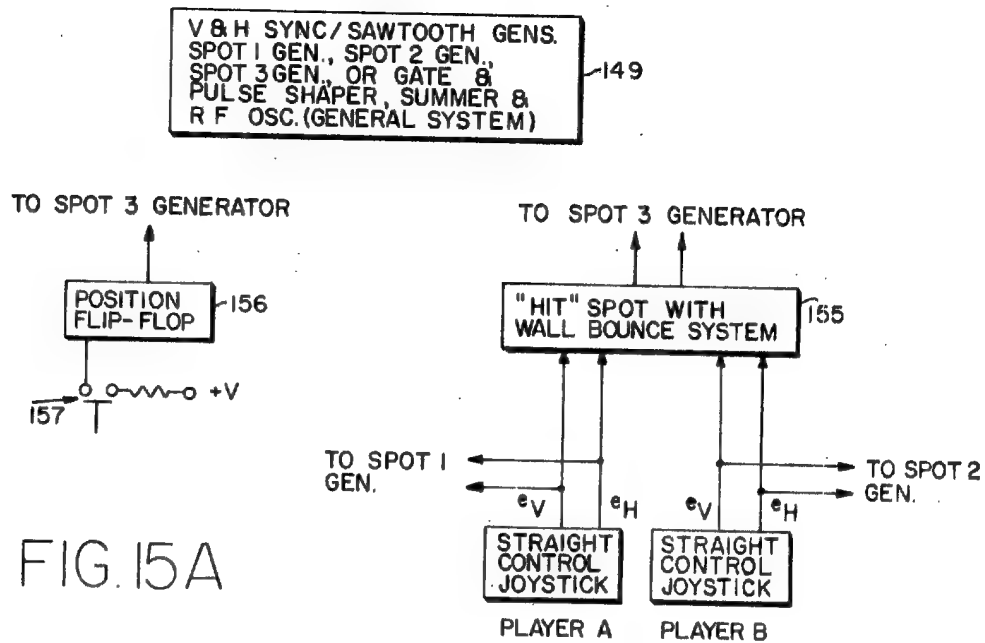 V & H SYNC/SAWTOOTH GENS.
SPOT 1 GEN., SPOT 2 GEN.,
SPOT 3 GEN., OR GATE &
PULSE SHAPER, SUMMER &
R F OSC. (GENERAL SYSTEM)
149
TO SPOT 3 GENERATOR
POSITION
FLIP-FLOP
156
157
+V
TO SPOT 3 GENERATOR
"HIT" SPOT WITH
WALL BOUNCE SYSTEM
155
TO SPOT 1
GEN.
TO SPOT 2
GEN.
eV
eH
eV
eH
STRAIGHT
CONTROL
JOYSTICK
PLAYER A
STRAIGHT
CONTROL
JOYSTICK
PLAYER B
FIG. 15A